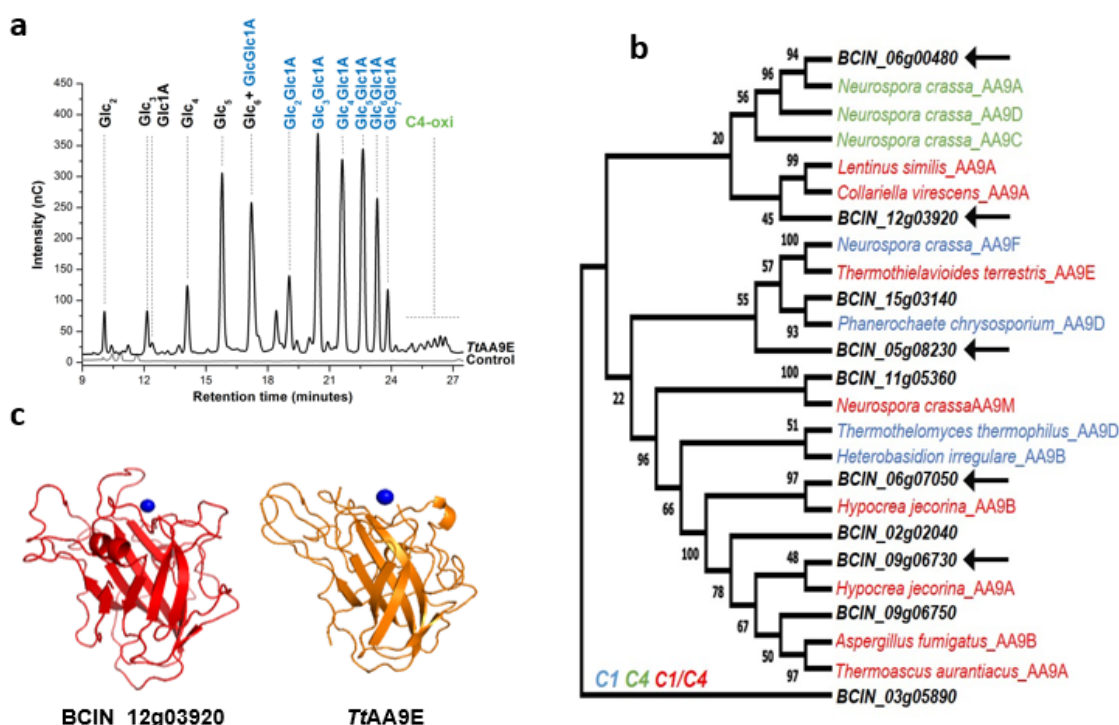 a
Glc2
Glc3
Glc1A
Glc4
Glc5
Glc6+ GlcGlc1A
Glc2Glc1A
Glc3Glc1A
Glc4Glc1A
Glc5Glc1A
Glc6Glc1A
Glc7Glc1A
C4-oxi
Intensity (nC)
450
400
350
300
250
200
150
100
50
0
TtAA9E
Control
9 12 15 18 21 24 27
Retention time (minutes)
b
94 BCIN_06g00480
96 Neurospora crassa_AA9A
56 Neurospora crassa_AA9D
20 Neurospora crassa_AA9C
99 Lentinus similis_AA9A
Collariella virescens_AA9A
45 BCIN_12g03920
100 Neurospora crassa_AA9F
57 Thermothielavioides terrestris_AA9E
55 BCIN_15g03140
93 Phanerochaete chrysosporium_AA9D
BCIN_05g08230
100 BCIN_11g05360
22 Neurospora crassaAA9M
51 Thermothelomyces thermophilus_AA9D
96 Heterobasidion irregulare_AA9B
97 BCIN_06g07050
66 Hypocrea jecorina_AA9B
BCIN_02g02040
100 48 BCIN_09g06730
78 Hypocrea jecorina_AA9A
BCIN_09g06750
67 Aspergillus fumigatus_AA9B
50 97 Thermoascus aurantiacus_AA9A
C1 C4 C1/C4
BCIN_03g05890
c
BCIN_12g03920
TtAA9E